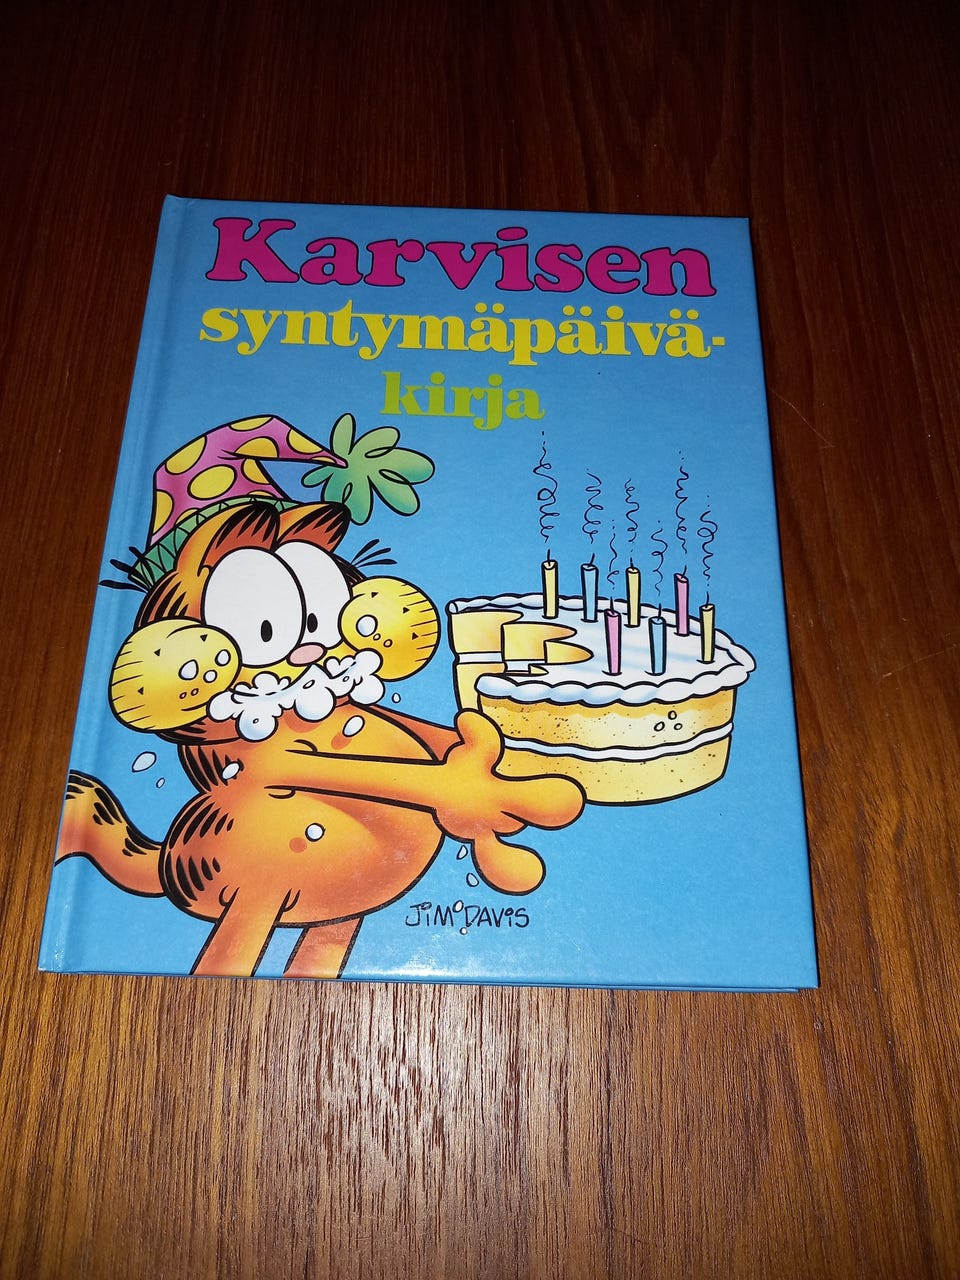 Karvisen
syntymäpäivä-
kirja
JIM DAVIS